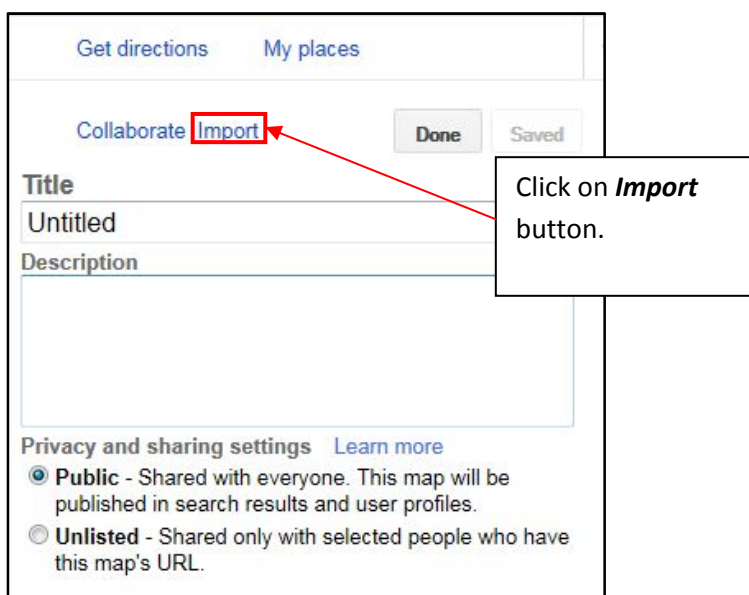 Get directions My places
Collaborate Import Done Saved
Title
Untitled
Click on Import
button.
Description
Privacy and sharing settings Learn more
Public - Shared with everyone. This map will be
published in search results and user profiles.
Unlisted - Shared only with selected people who have
this map's URL.